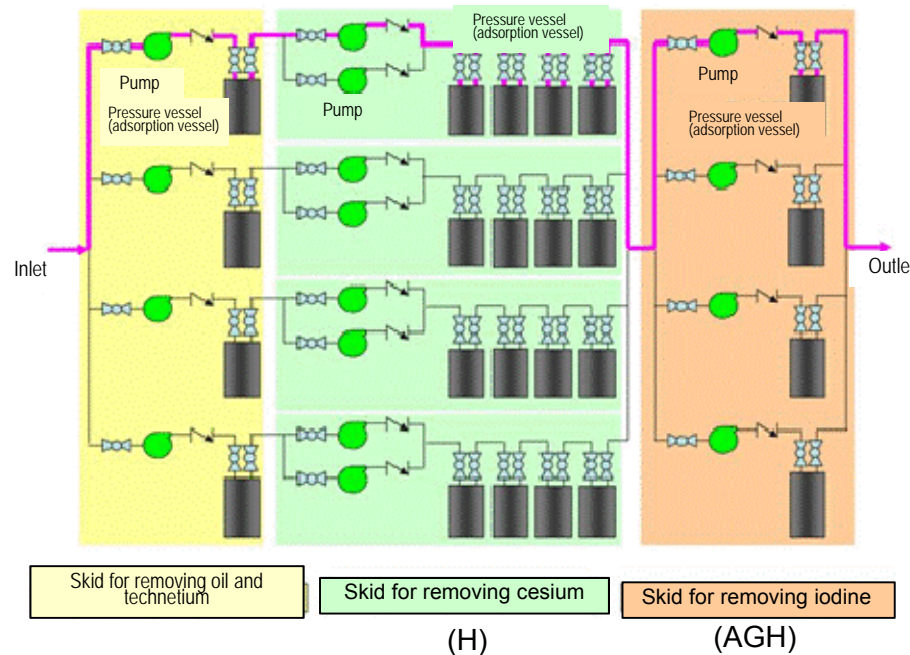 Pressure vessel
(adsorption vessel)
Pump
Pressure vessel
(adsorption vessel)
Pump
Pump
Pressure vessel
(adsorption vessel)
Inlet
Outle
Skid for removing oil and
technetium
Skid for removing cesium
Skid for removing iodine
(H)
(AGH)